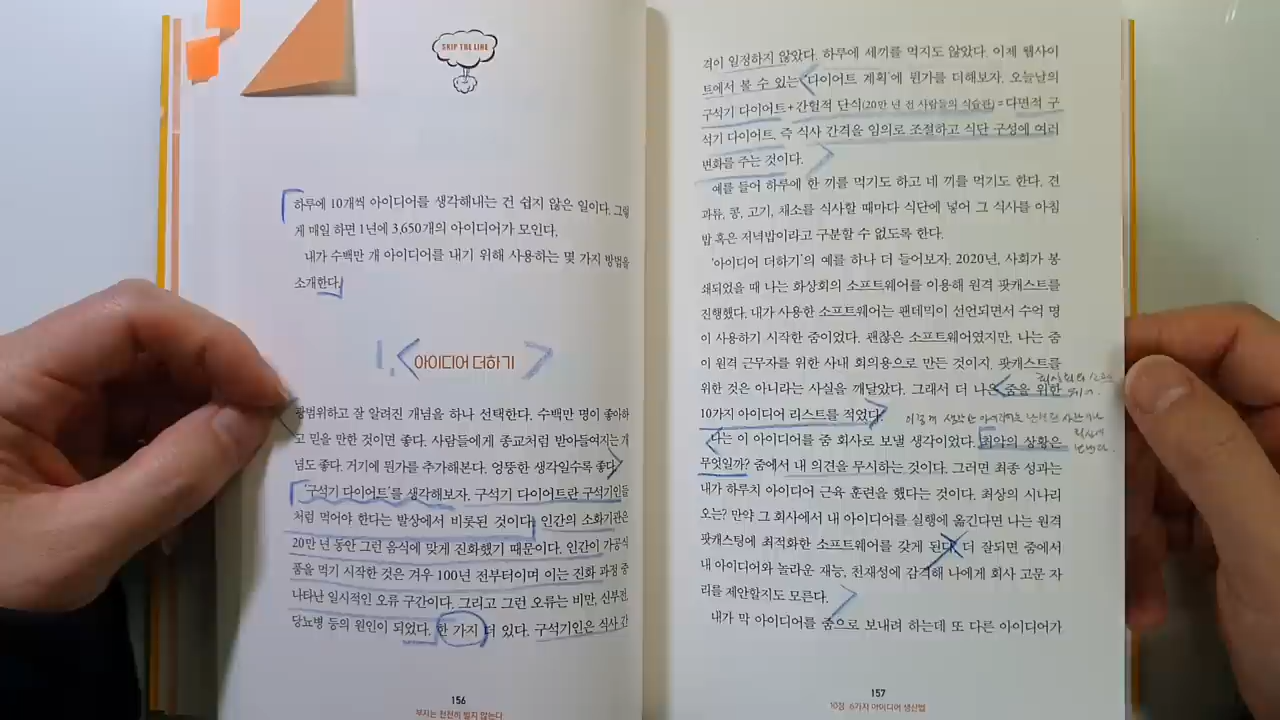 SKIP THE LINE
하루에 10개씩 아이디어를 생각해내는 건 쉽지 않은 일이다. 그렇
게 매일 하면 1년에 3,650개의 아이디어가 모인다.
내가 수백만 개 아이디어를 내기 위해 사용하는 몇 가지 방법을
소개한다.
1. <아이디어 더하기>
광범위하고 잘 알려진 개념을 하나 선택한다. 수백만 명이 좋아하
고 믿을 만한 것이면 좋다. 사람들에게 종교처럼 받아들여지는 개
념도 좋다. 거기에 뭔가를 추가해본다. 엉뚱한 생각일수록 좋다.
'구석기 다이어트'를 생각해보자. 구석기 다이어트란 구석기인들
처럼 먹어야 한다는 발상에서 비롯된 것이다. 인간의 소화기관은
20만 년 동안 그런 음식에 맞게 진화했기 때문이다. 인간이 가공식
품을 먹기 시작한 것은 겨우 100년 전부터이며 이는 진화 과정 중
나타난 일시적인 오류 구간이다. 그리고 그런 오류는 비만, 심부전,
당뇨병 등의 원인이 되었다. 한 가지 더 있다. 구석기인은 식사 간
156
부자는 천천히 벌지 않는다
격이 일정하지 않았다. 하루에 세끼를 먹지도 않았다. 이제 웹사이
트에서 볼 수 있는 '다이어트 계획'에 뭔가를 더해보자. 오늘날의
구석기 다이어트 + 간헐적 단식(20만 년 전 사람들의 식습관) = 다면적 구
석기 다이어트. 즉 식사 간격을 임의로 조절하고 식단 구성에 여러
변화를 주는 것이다.
예를 들어 하루에 한 끼를 먹기도 하고 네 끼를 먹기도 한다. 견
과류, 콩, 고기, 채소를 식사할 때마다 식단에 넣어 그 식사를 아침
밥 혹은 저녁밥이라고 구분할 수 없도록 한다.
'아이디어 더하기'의 예를 하나 더 들어보자. 2020년, 사회가 봉
쇄되었을 때 나는 화상회의 소프트웨어를 이용해 원격 팟캐스트를
진행했다. 내가 사용한 소프트웨어는 팬데믹이 선언되면서 수억 명
이 사용하기 시작한 줌이었다. 괜찮은 소프트웨어였지만, 나는 줌
이 원격 근무자를 위한 사내 회의용으로 만든 것이지, 팟캐스트를
위한 것은 아니라는 사실을 깨달았다. 그래서 더 나은 줌을 위한
10가지 아이디어 리스트를 적었다.
나는 이 아이디어를 줌 회사로 보낼 생각이었다. 최악의 상황은
무엇일까? 줌에서 내 의견을 무시하는 것이다. 그러면 최종 성과는
내가 하루치 아이디어 근육 훈련을 했다는 것이다. 최상의 시나리
오는? 만약 그 회사에서 내 아이디어를 실행에 옮긴다면 나는 원격
팟캐스팅에 최적화한 소프트웨어를 갖게 된다. 더 잘되면 줌에서
내 아이디어와 놀라운 재능, 천재성에 감격해 나에게 회사 고문 자
리를 제안할지도 모른다.
내가 막 아이디어를 줌으로 보내려 하는데 또 다른 아이디어가
157
10장 6가지 아이디어 생산법